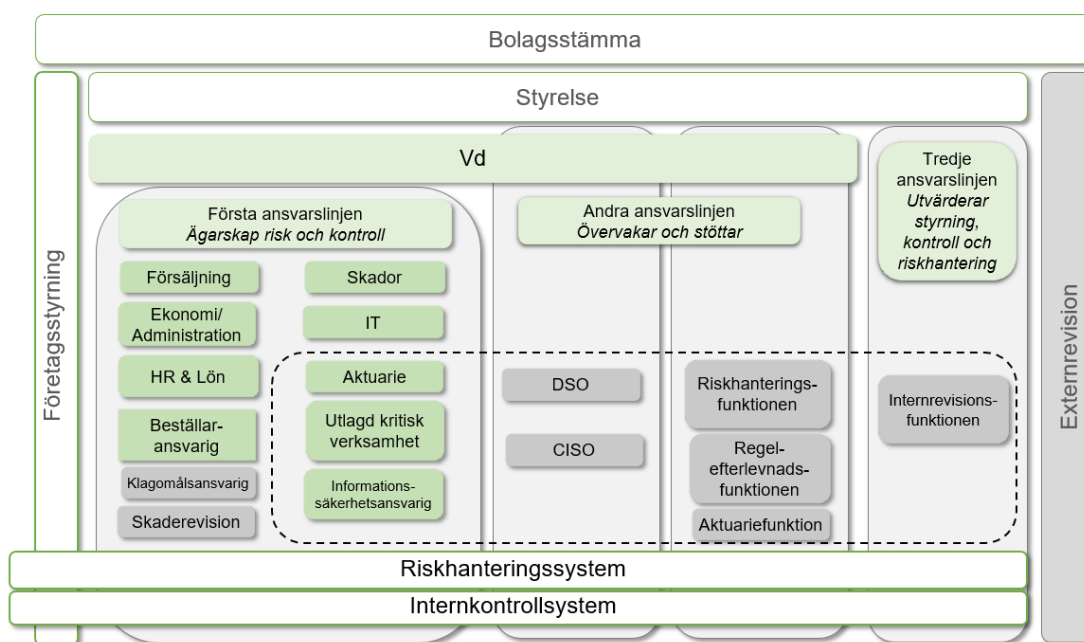 Bolagsstämma
Företagsstyrning
Styrelse
Externrevision
Vd
Första ansvarslinjen
Ägarskap risk och kontroll
Försäljning
Ekonomi/
Administration
HR & Lön
Beställar-
ansvarig
Klagomålsansvarig
Skaderevision
Skador
IT
Aktuarie
Utlagd kritisk
verksamhet
Informations-
säkerhetsansvarig
Andra ansvarslinjen
Övervakar och stöttar
DSO
CISO
Riskhanterings-
funktionen
Regel-
efterlevnads-
funktionen
Aktuariefunktion
Tredje
ansvarslinjen
Utvärderar
styrning,
kontroll och
riskhantering
Internrevisions-
funktionen
Riskhanteringssystem
Internkontrollsystem